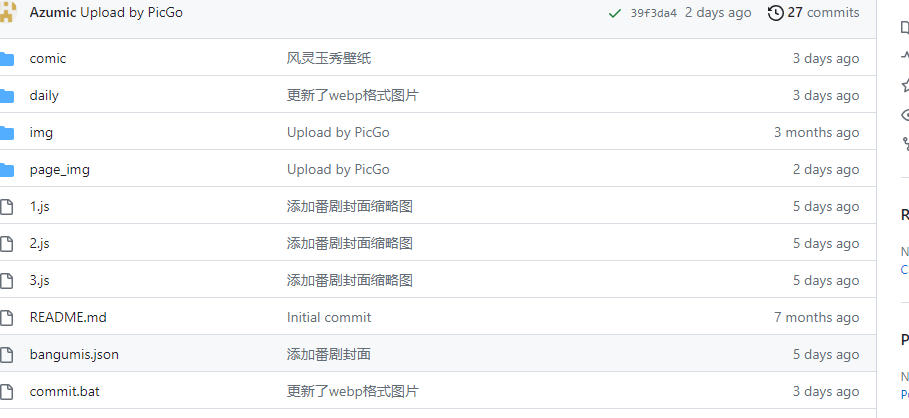 Azumic Upload by PicGo 39f3da4 2 days ago 27 commits
comic 风灵玉秀壁纸 3 days ago
daily 更新了webp格式图片 3 days ago
img Upload by PicGo 3 months ago
page_img Upload by PicGo 2 days ago
1.js 添加番剧封面缩略图 5 days ago
2.js 添加番剧封面缩略图 5 days ago
3.js 添加番剧封面缩略图 5 days ago
README.md Initial commit 7 months ago
bangumis.json 添加番剧封面 5 days ago
commit.bat 更新了webp格式图片 3 days ago
R
N
C
P
N